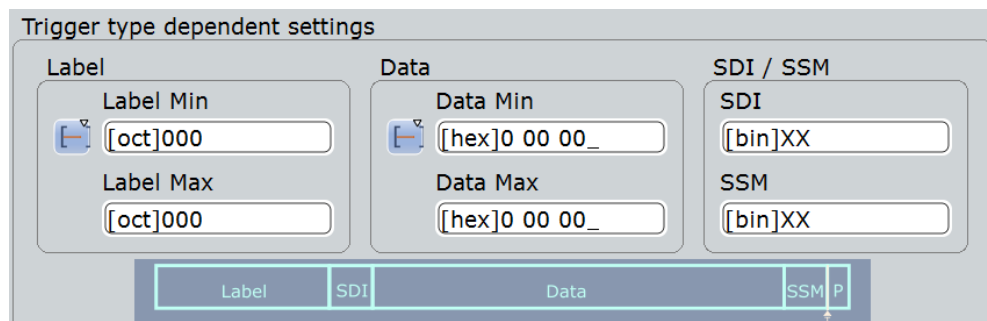 Trigger type dependent settings
Label
Data
SDI / SSM
Label Min
Data Min
SDI
[oct]000
[hex]0 00 00_
[bin]XX
Label Max
Data Max
SSM
[oct]000
[hex]0 00 00_
[bin]XX
Label
SDI
Data
SSM
P